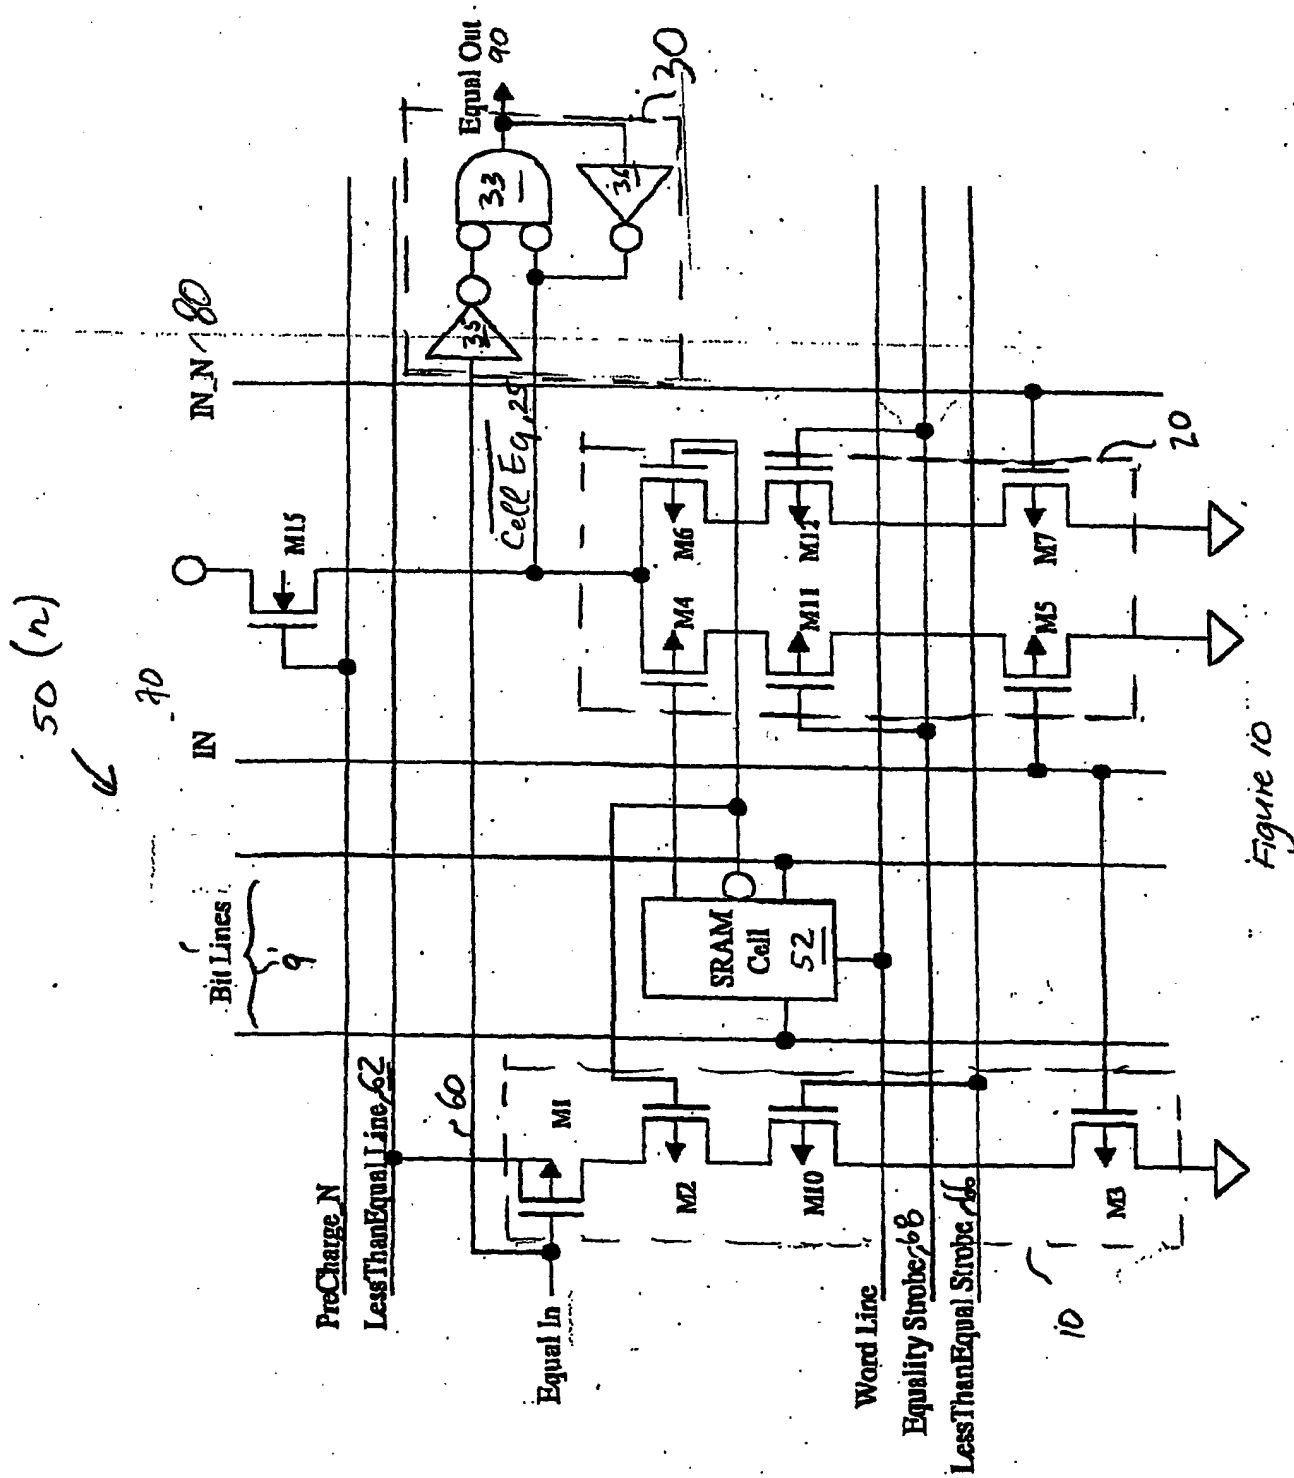 50 (n)
70
IN
IN_N 80
Bit Lines
9
M15
Equal Out
90
PreCharge_N
LessThanEqual Line, 62
60
Equal In
Cell Eq, 25
35
33
36
30
M1
M2
M10
M3
SRAM
Cell
52
M4
M6
M11
M12
M5
M7
20
Word Line
Equality Strobe, 68
LessThanEqual Strobe, 66
10
Figure 10